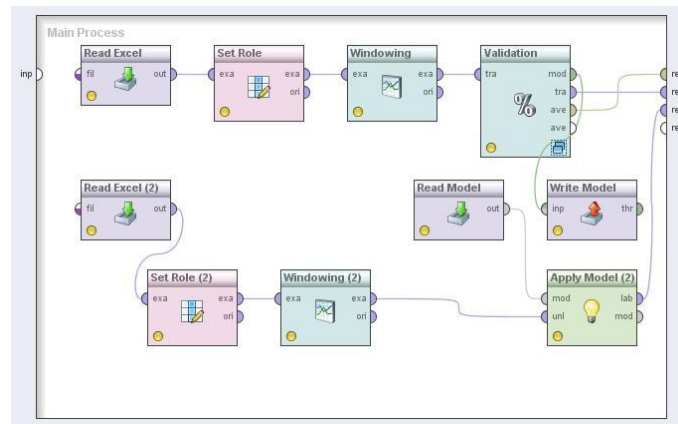 Main Process
Read Excel
Set Role
Windowing
Validation
inp
fil
out
exa
exa
ori
exa
exa
ori
tra
mod
tra
ave
ave
%
re
re
re
re
Read Excel (2)
fil
out
Read Model
out
Write Model
inp
thr
Set Role (2)
exa
exa
ori
Windowing (2)
exa
exa
ori
Apply Model (2)
mod
unl
lab
mod